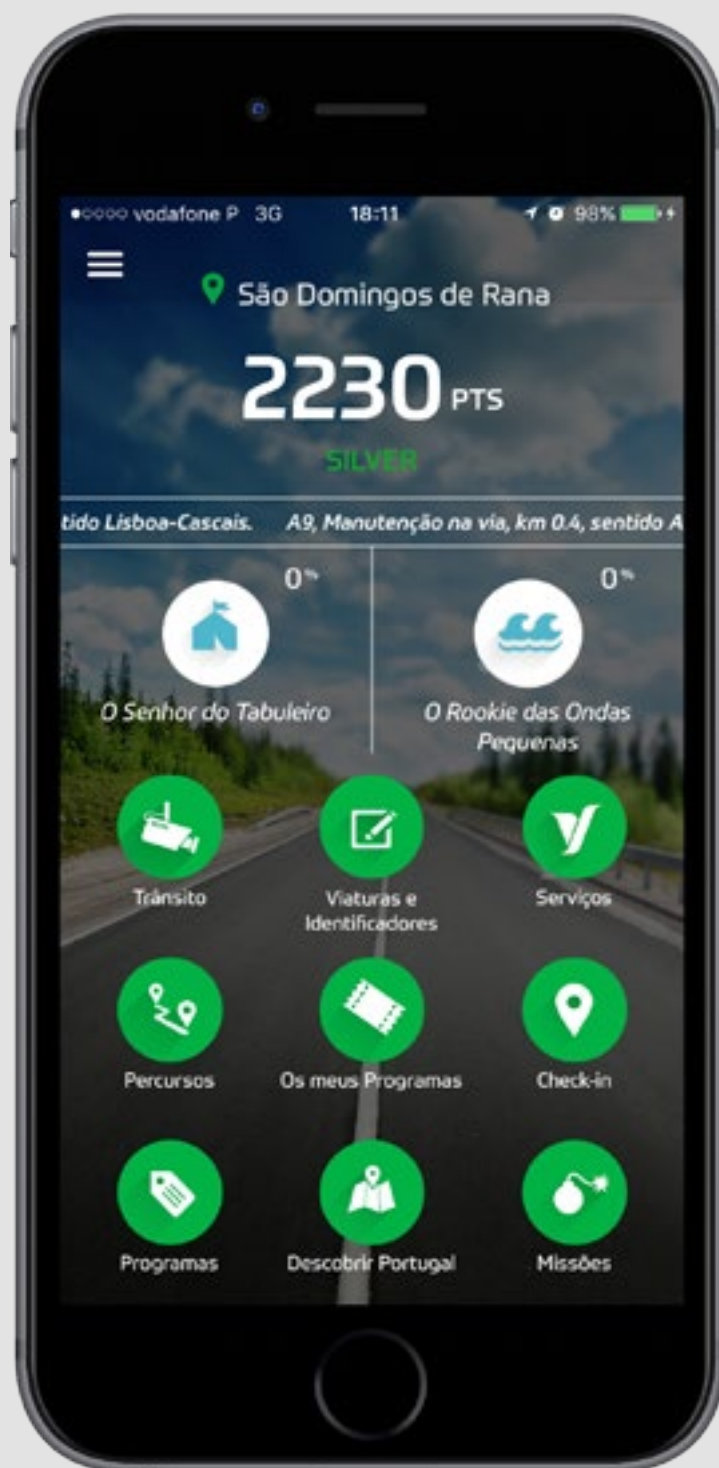 vodafone P 3G 18:11 98%
São Domingos de Rana
2230 PTS
SILVER
tido Lisboa-Cascais. A9, Manutenção na via, km 0.4, sentido A
0% 0%
O Senhor do Tabuleiro O Rookie das Ondas
Pequenas
Trânsito Viaturas e Serviços
Identificadores
Percursos Os meus Programas Check-in
Programas Descobrir Portugal Missões